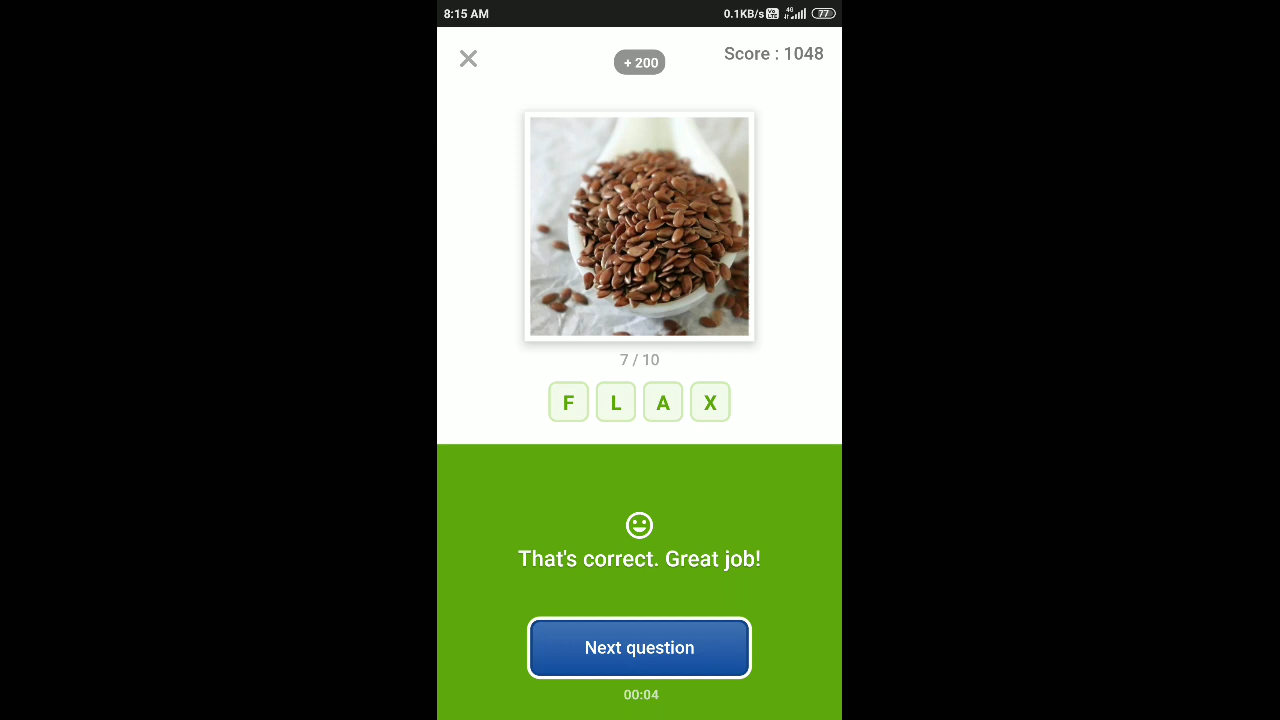 8:15 AM 0.1KB/s 4G 77
+ 200
Score : 1048
7 / 10
F L A X
That's correct. Great job!
Next question
00:04